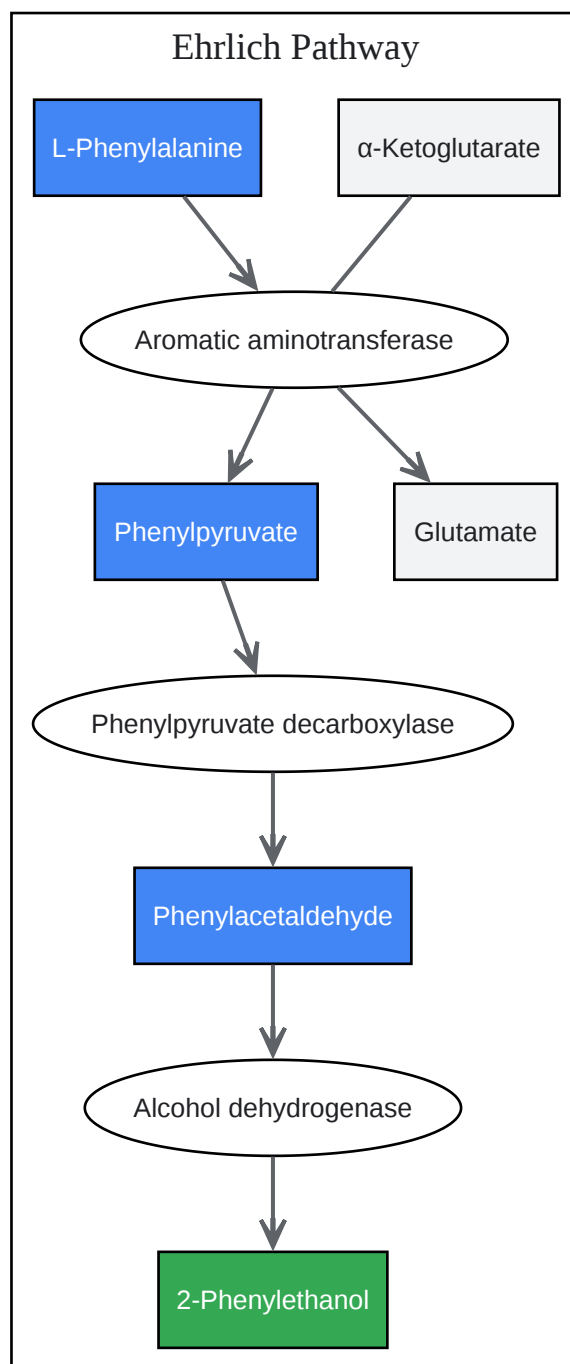 Ehrlich Pathway
L-Phenylalanine
α-Ketoglutarate
Aromatic aminotransferase
Phenylpyruvate
Glutamate
Phenylpyruvate decarboxylase
Phenylacetaldehyde
Alcohol dehydrogenase
2-Phenylethanol